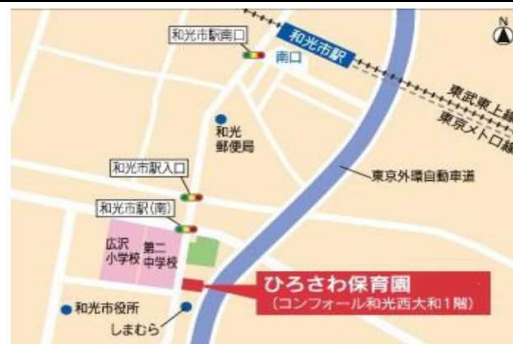 N
和光市駅南口
和光市駅
南口
東武東上線
東京メトロ線
和光
郵便局
東京外環自動車道
和光市駅入口
和光市駅(南)
広沢
小学校
第二
中学校
ひろさわ保育園
(コンフォール和光西大和1階)
和光市役所
しまむら